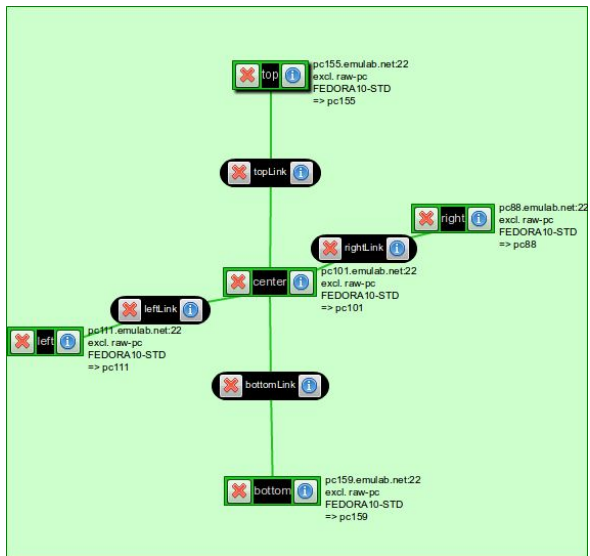 top
pc155.emulab.net:22
excl. raw-pc
FEDORA10-STD
=> pc155
topLink
right
pc88.emulab.net:22
excl. raw-pc
FEDORA10-STD
=> pc88
rightLink
center
pc101.emulab.net:22
excl. raw-pc
FEDORA10-STD
=> pc101
leftLink
left
pc111.emulab.net:22
excl. raw-pc
FEDORA10-STD
=> pc111
bottomLink
bottom
pc159.emulab.net:22
excl. raw-pc
FEDORA10-STD
=> pc159